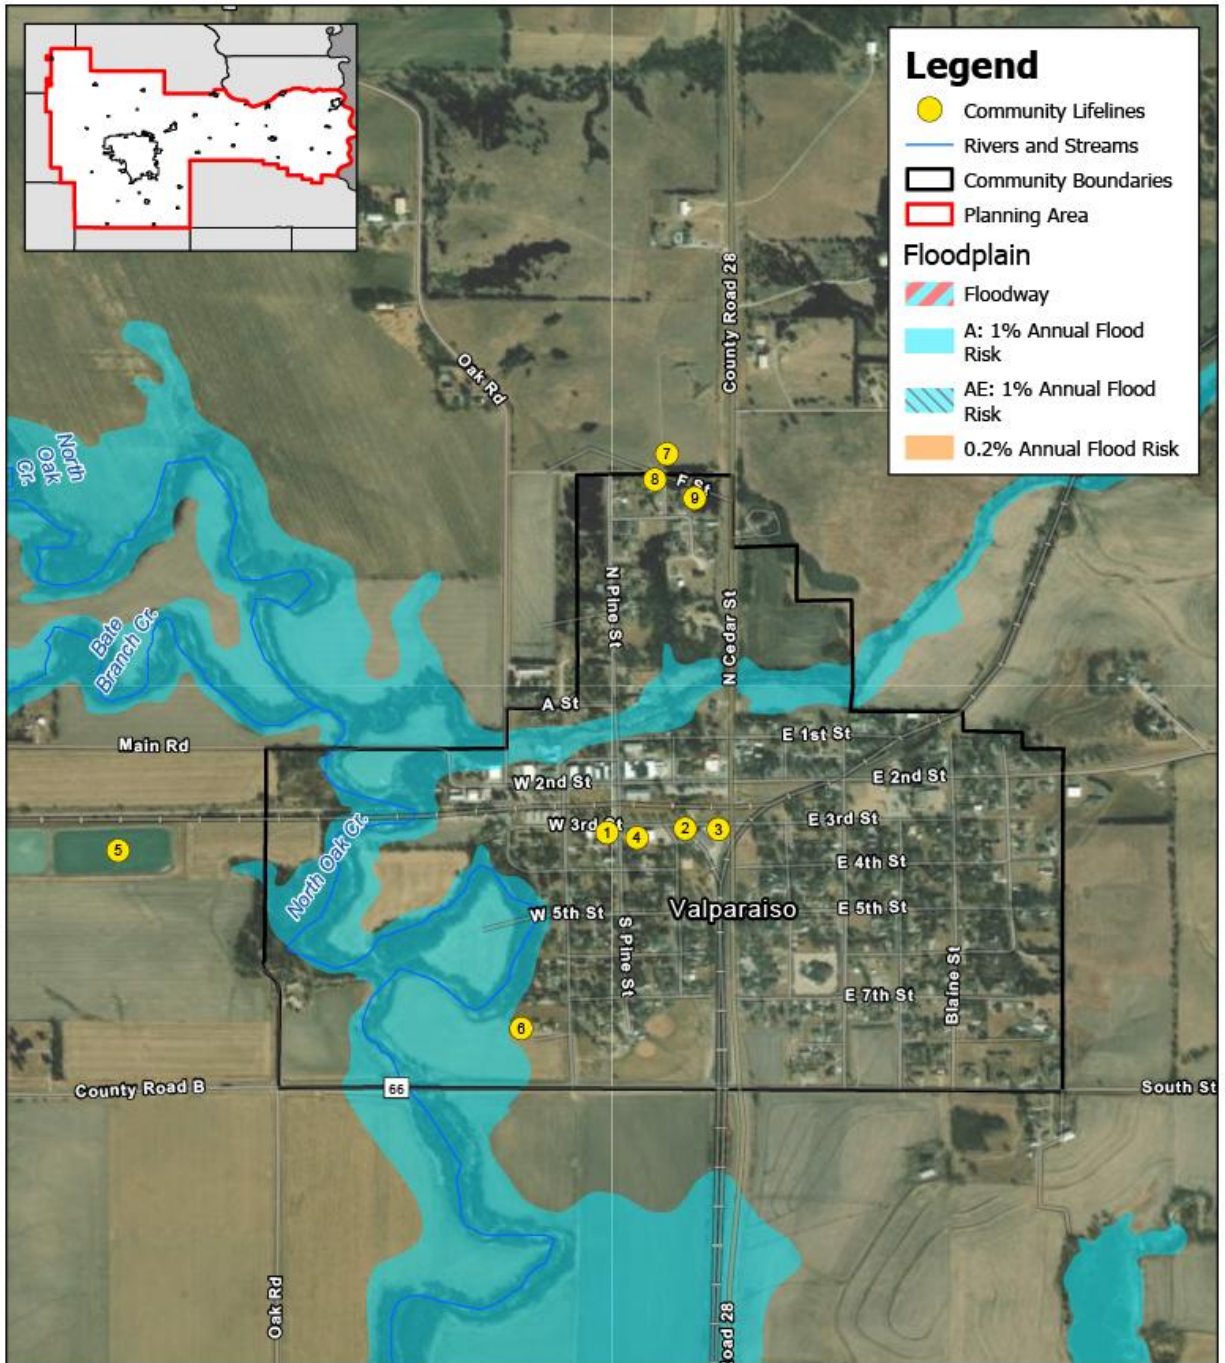 Legend
Community Lifelines
Rivers and Streams
Community Boundaries
Planning Area
Floodplain
Floodway
A: 1% Annual Flood
Risk
AE: 1% Annual Flood
Risk
0.2% Annual Flood Risk
County Road 28
Oak Rd
North
Oak
Cr.
7
8
F St
9
N Pine St
N Cedar St
Bate
Branch Cr.
A St
Main Rd
E 1st St
W 2nd St
E 2nd St
W 3rd St
E 3rd St
1
4
2
3
5
North Oak Cr.
E 4th St
Valparaiso
W 5th St
E 5th St
S Pine St
Blaine St
E 7th St
6
County Road B
66
South St
Oak Rd
Road 28